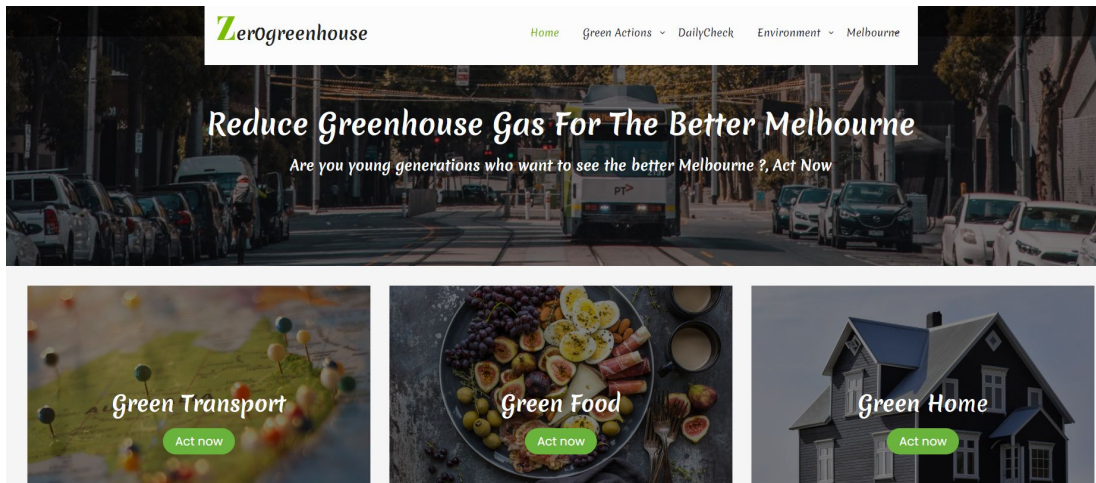 Zer0greenhouse
Home Green Actions DailyCheck Environment Melbourne
Reduce Greenhouse Gas For The Better Melbourne
Are you young generations who want to see the better Melbourne ?, Act Now
PT>
Green Transport Green Food Green Home
Act now Act now Act now